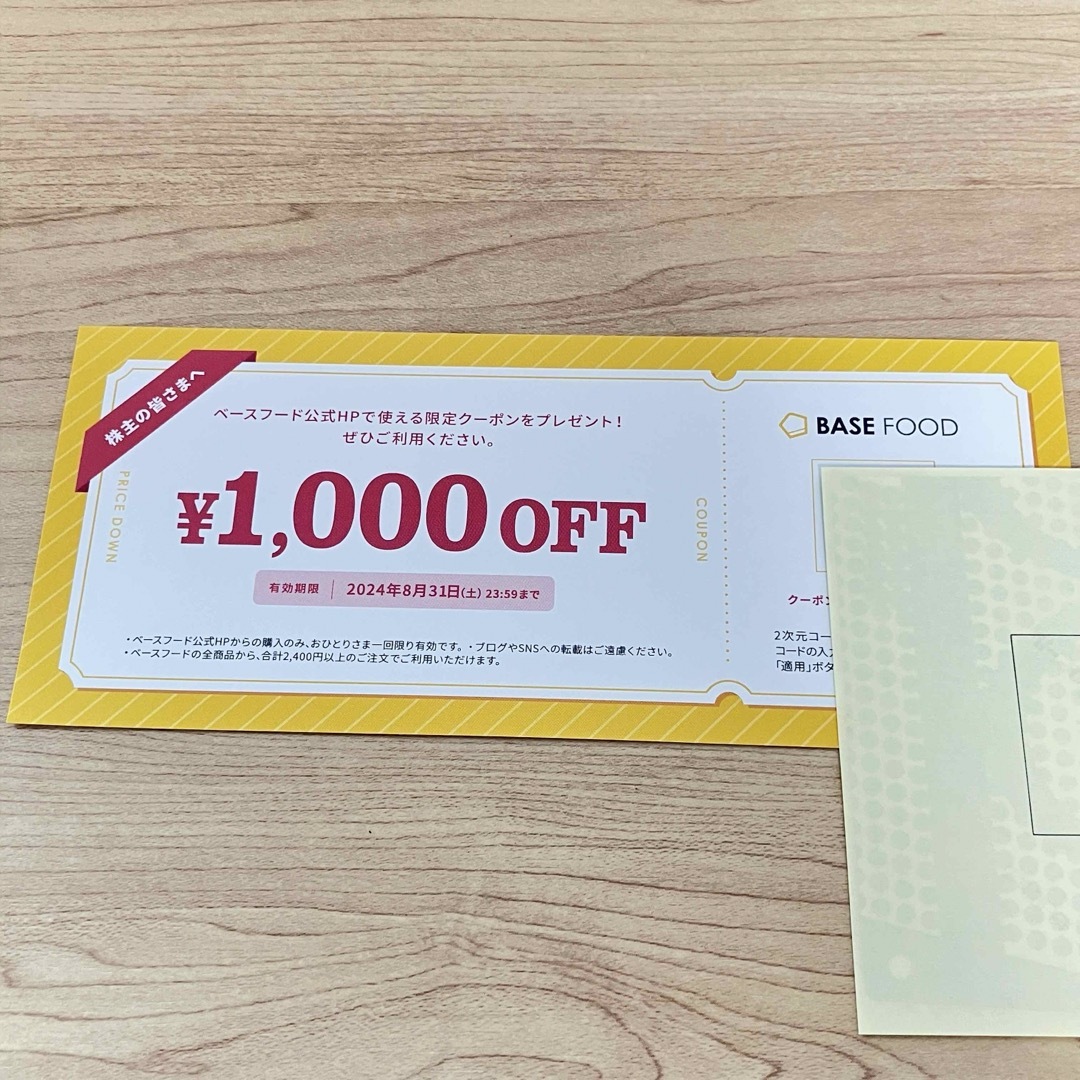 株主の皆さまへ
ベースフード公式HPで使える限定クーポンをプレゼント！
ぜひご利用ください。
PRICE DOWN
¥1,000 OFF
有効期限 2024年8月31日(土) 23:59まで
・ベースフード公式HPからの購入のみ、おひとりさま一回限り有効です。・ブログやSNSへの転載はご遠慮ください。
・ベースフードの全商品から、合計2,400円以上のご注文でご利用いただけます。
COUPON
BASE FOOD
クーポン
2次元コー
コードの入力
「適用」ボタ